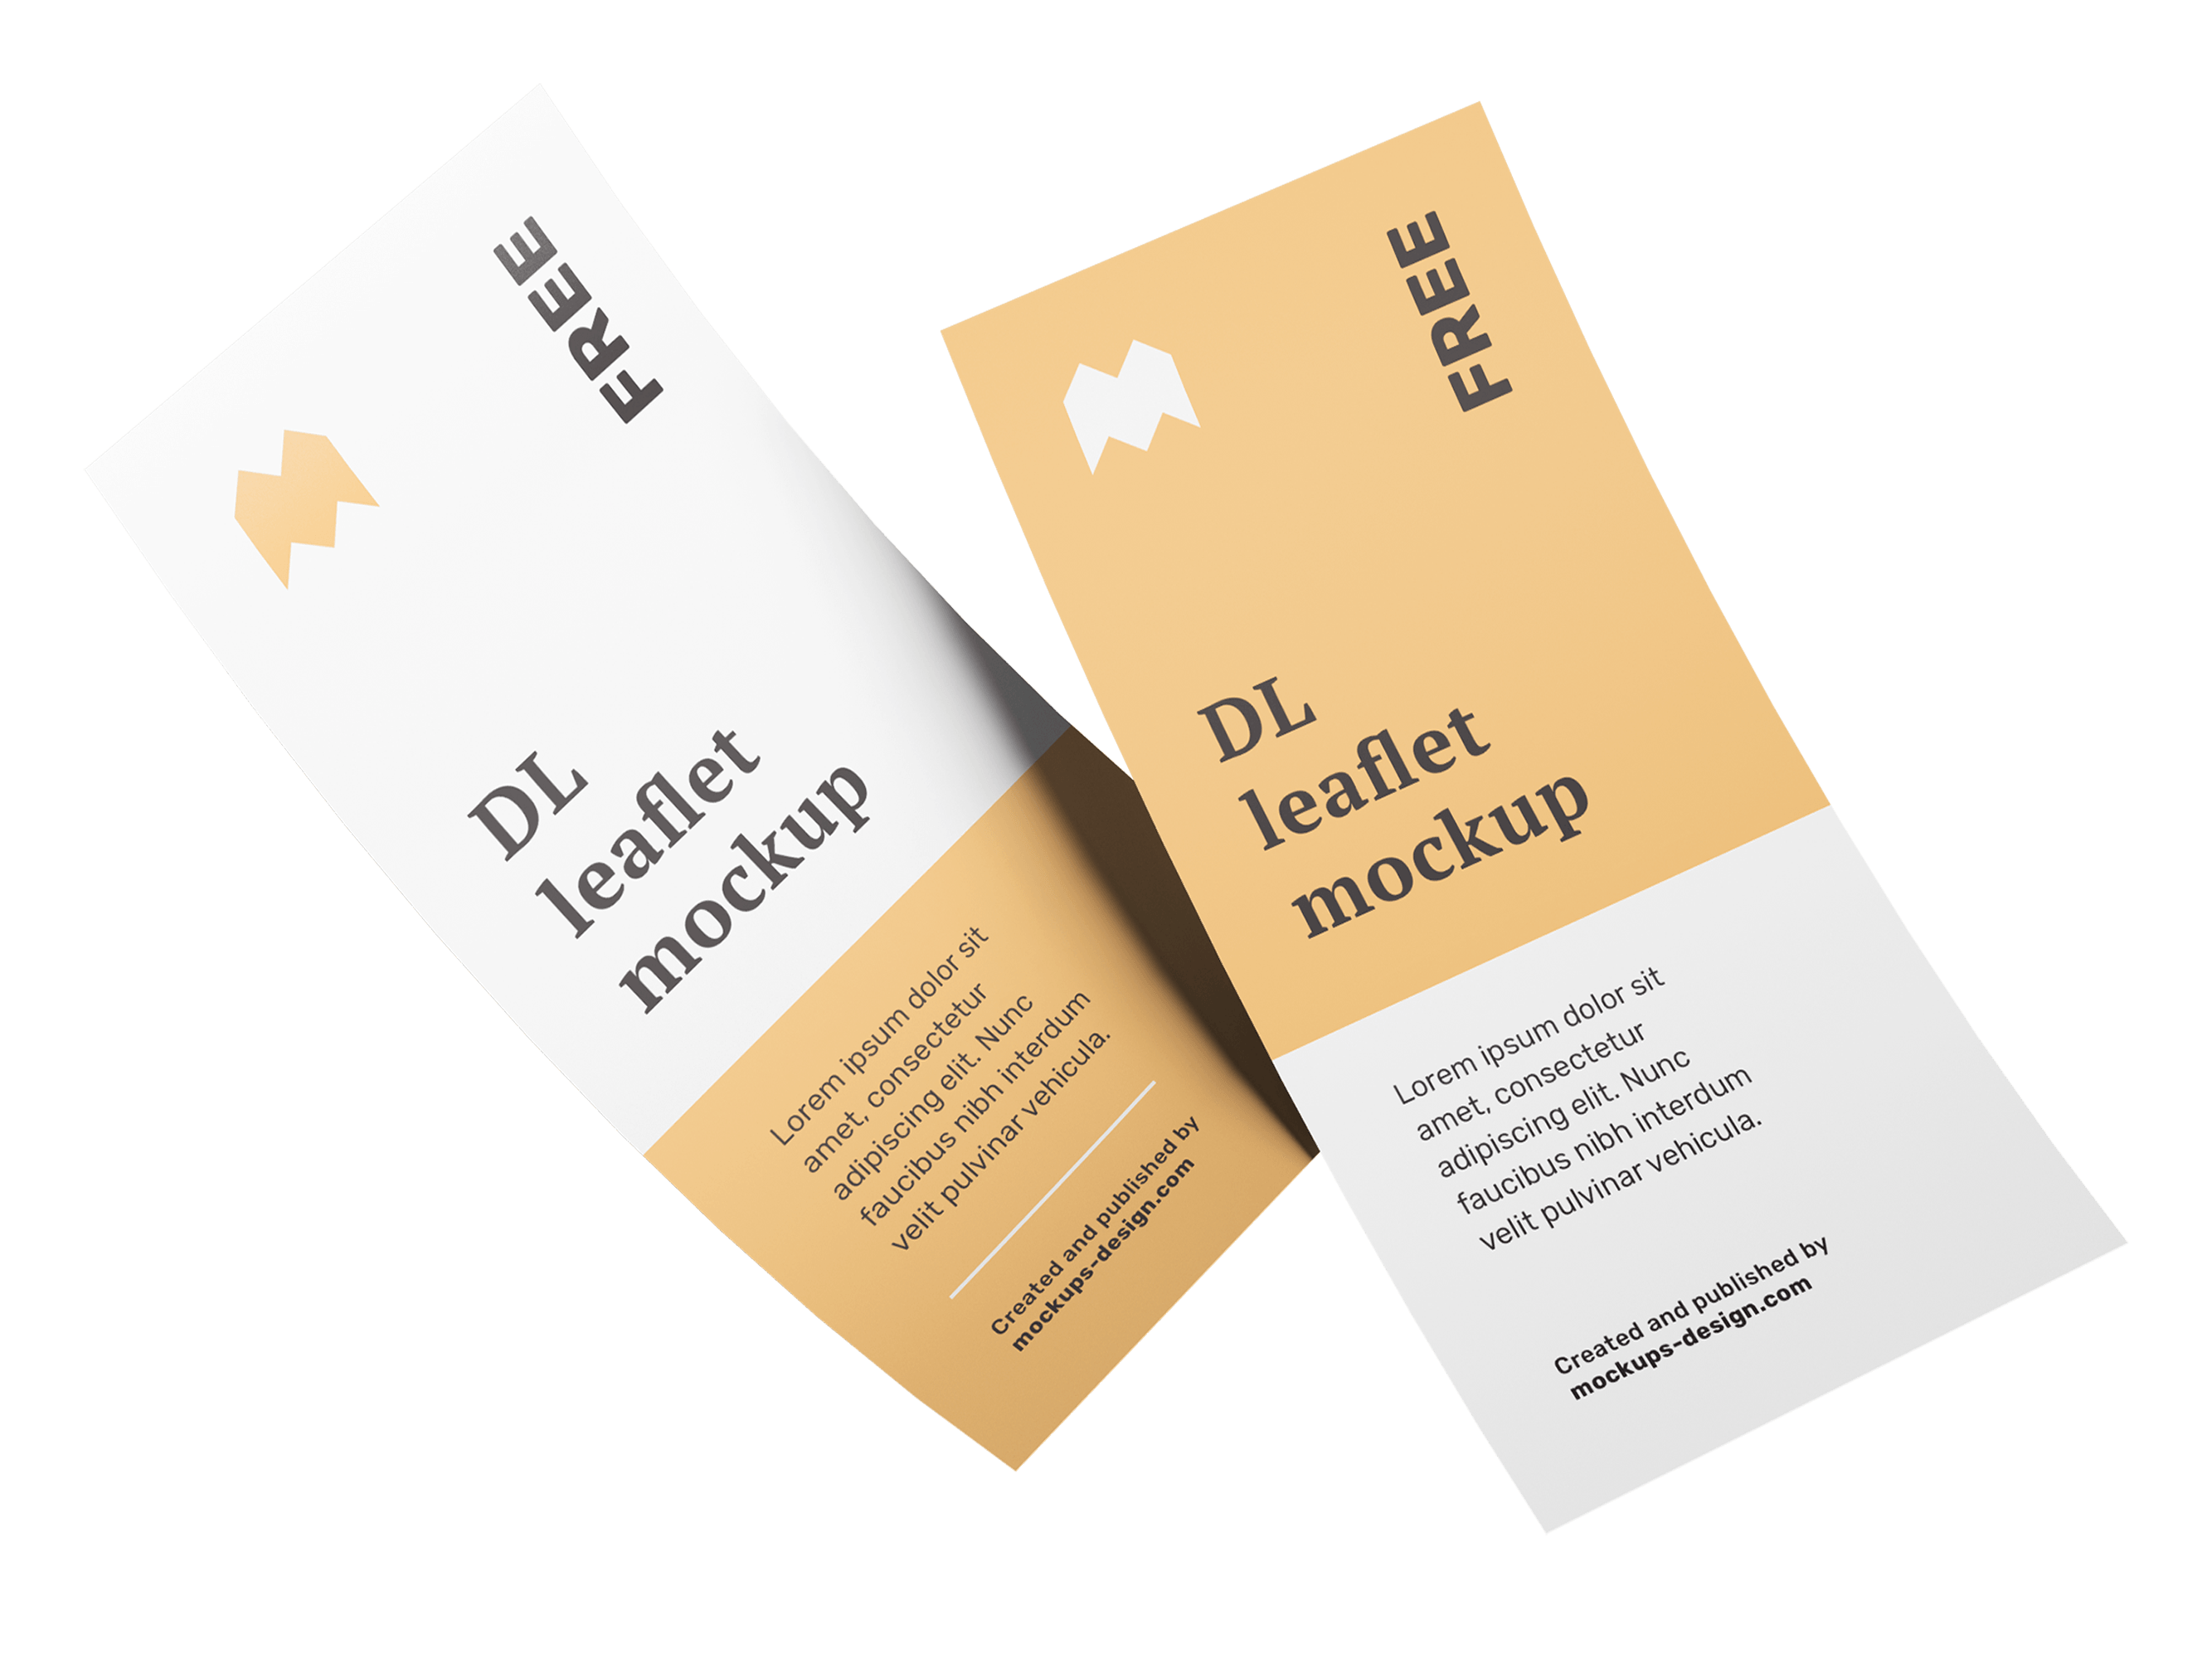 FREE
DL
leaflet
mockup
Lorem ipsum dolor sit
amet, consectetur
adipiscing elit. Nunc
faucibus nibh interdum
velit pulvinar vehicula.
Created and published by
mockups-design.com
FREE
DL
leaflet
mockup
Lorem ipsum dolor sit
amet, consectetur
adipiscing elit. Nunc
faucibus nibh interdum
velit pulvinar vehicula.
Created and published by
mockups-design.com